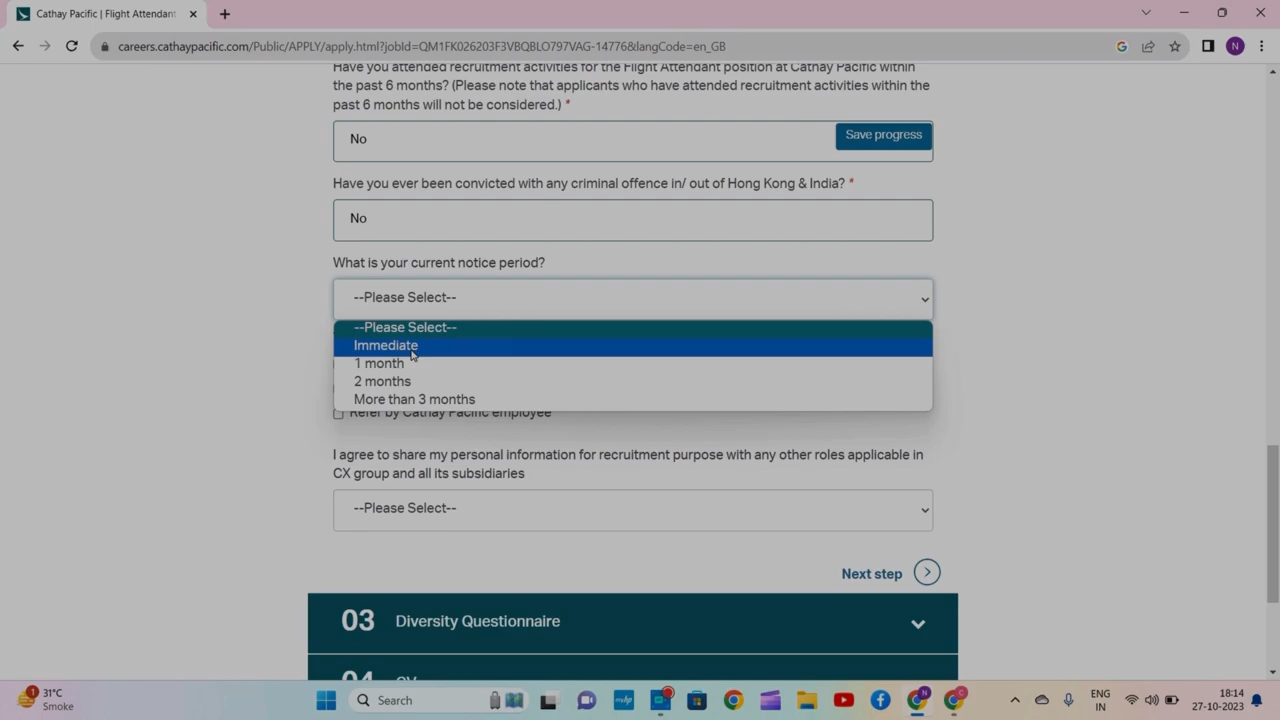 Cathay Pacific | Flight Attendant
careers.cathaypacific.com/Public/APPLY/apply.html?jobId=QM1FK026203F3VBQBLO797VAG-14776&langCode=en_GB
N
Have you attended recruitment activities for the Flight Attendant position at Cathay Pacific within
the past 6 months? (Please note that applicants who have attended recruitment activities within the
past 6 months will not be considered.) *
No
Save progress
Have you ever been convicted with any criminal offence in/ out of Hong Kong & India? *
No
What is your current notice period?
--Please Select--
--Please Select--
Immediate
1 month
2 months
More than 3 months
Refer by Cathay Pacific employee
I agree to share my personal information for recruitment purpose with any other roles applicable in
CX group and all its subsidiaries
--Please Select--
Next step
03 Diversity Questionnaire
04 CV
1
31°C
Smoke
Search
myhp
N
C
ENG
IN
18:14
27-10-2023